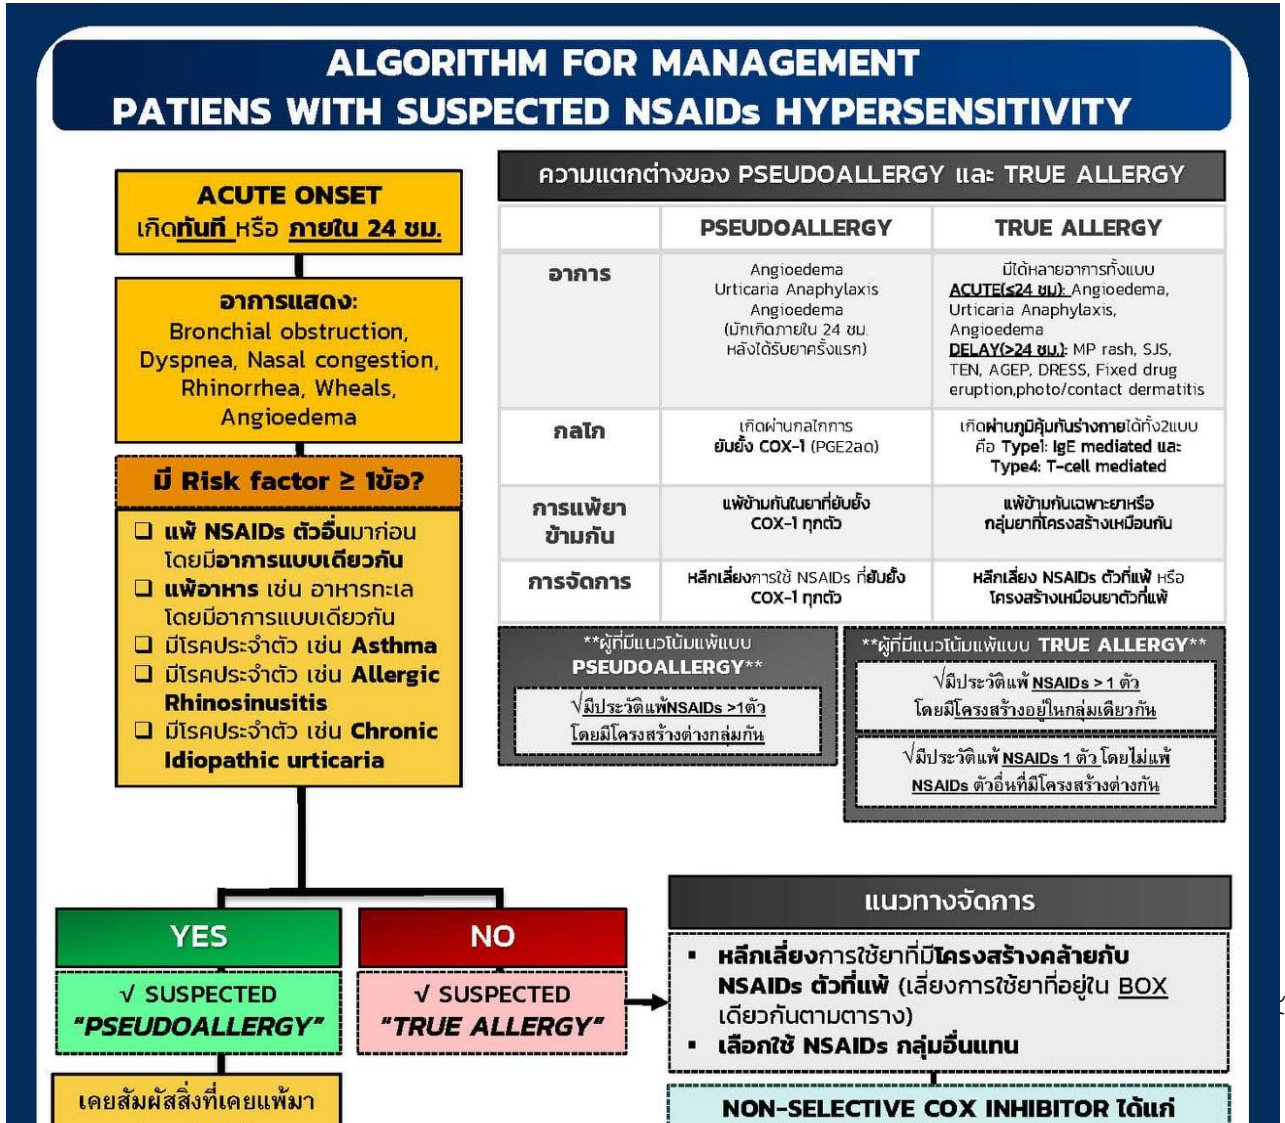 ALGORITHM FOR MANAGEMENT
PATIENS WITH SUSPECTED NSAIDs HYPERSENSITIVITY
ACUTE ONSET
เกิดทันที หรือ ภายใน 24 ชม.
อาการแสดง:
Bronchial obstruction,
Dyspnea, Nasal congestion,
Rhinorrhea, Wheals,
Angioedema
มี Risk factor ≥ 1ข้อ?
❑ แพ้ NSAIDs ตัวอื่นมาก่อน
โดยมีอาการแบบเดียวกัน
❑ แพ้อาหาร เช่น อาหารทะเล
โดยมีอาการแบบเดียวกัน
❑ มีโรคประจำตัว เช่น Asthma
❑ มีโรคประจำตัว เช่น Allergic
Rhinosinusitis
❑ มีโรคประจำตัว เช่น Chronic
Idiopathic urticaria
ความแตกต่างของ PSEUDOALLERGY และ TRUE ALLERGY
PSEUDOALLERGY
TRUE ALLERGY
อาการ
Angioedema
Urticaria Anaphylaxis
Angioedema
(มักเกิดภายใน 24 ชม.
หลังได้รับยาครั้งแรก)
มีได้หลายอาการทั้งแบบ
ACUTE(≤24 ชม): Angioedema,
Urticaria Anaphylaxis,
Angioedema
DELAY(>24 ชม.): MP rash, SJS,
TEN, AGEP, DRESS, Fixed drug
eruption,photo/contact dermatitis
กลไก
เกิดผ่านกลไกการ
ยับยั้ง COX-1 (PGE2ลด)
เกิดผ่านภูมิคุ้มกันร่างกายได้ทั้ง2แบบ
คือ Type1: IgE mediated และ
Type4: T-cell mediated
การแพ้ยา
ข้ามกัน
แพ้ข้ามกันในยาที่ยับยั้ง
COX-1 ทุกตัว
แพ้ข้ามกันเฉพาะยาหรือ
กลุ่มยาที่โครงสร้างเหมือนกัน
การจัดการ
หลีกเลี่ยงการใช้ NSAIDs ที่ยับยั้ง
COX-1 ทุกตัว
หลีกเลี่ยง NSAIDs ตัวที่แพ้ หรือ
โครงสร้างเหมือนยาตัวที่แพ้
**ผู้ที่มีแนวโน้มแพ้แบบ
PSEUDOALLERGY**
√มีประวัติแพ้NSAIDs >1ตัว
โดยมีโครงสร้างต่างกลุ่มกัน
**ผู้ที่มีแนวโน้มแพ้แบบ TRUE ALLERGY**
√มีประวัติแพ้ NSAIDs > 1 ตัว
โดยมีโครงสร้างอยู่ในกลุ่มเดียวกัน
√มีประวัติแพ้ NSAIDs 1 ตัว โดยไม่แพ้
NSAIDs ตัวอื่นที่มีโครงสร้างต่างกัน
YES
√ SUSPECTED
"PSEUDOALLERGY"
เคยสัมผัสสิ่งที่เคยแพ้มา
NO
√ SUSPECTED
"TRUE ALLERGY"
แนวทางจัดการ
▪ หลีกเลี่ยงการใช้ยาที่มีโครงสร้างคล้ายกับ
NSAIDs ตัวที่แพ้ (เลี่ยงการใช้ยาที่อยู่ใน BOX
เดียวกันตามตาราง)
▪ เลือกใช้ NSAIDs กลุ่มอื่นแทน
NON-SELECTIVE COX INHIBITOR ได้แก่